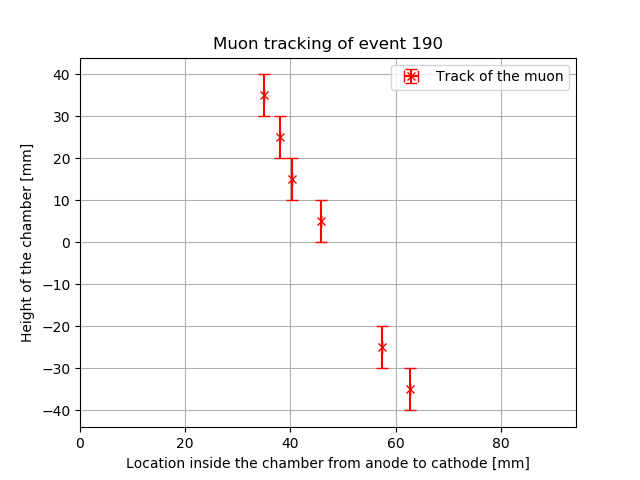 Muon tracking of event 190
Track of the muon
Height of the chamber [mm]
40
30
20
10
0
−10
−20
−30
−40
0 20 40 60 80
Location inside the chamber from anode to cathode [mm]